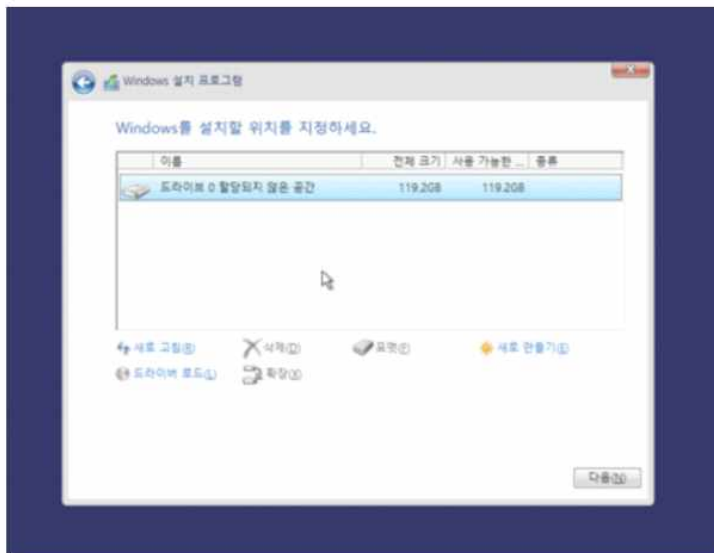 Windows 설치 프로그램
Windows를 설치할 위치를 지정하세요.
이름 전체 크기 사용 가능한 ... 종류
드라이브 0 할당되지 않은 공간 119.2GB 119.2GB
새로 고침(R) 삭제(D) 포맷(F) 새로 만들기(E)
드라이버 로드(L) 확장(X)
다음(N)